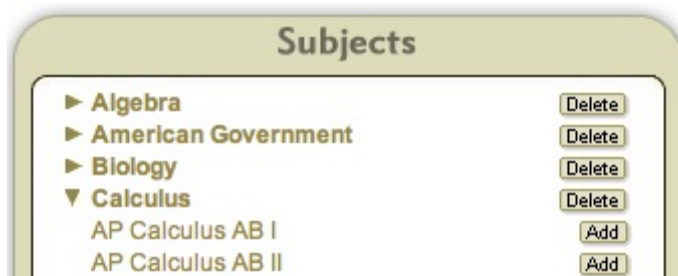 Subjects
Algebra Delete
American Government Delete
Biology Delete
Calculus Delete
AP Calculus AB I Add
AP Calculus AB II Add